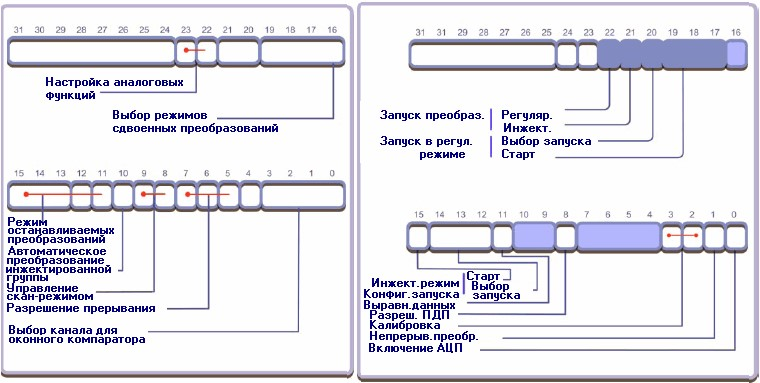 31 31 29 28 27 26 25 24 23 22 21 20 19 18 17 16
Настройка аналоговых
функций
Выбор режимов
сдвоенных преобразований
15 14 13 12 11 10 9 8 7 6 5 4 3 2 1 0
Режим
останавливаемых
преобразований
Автоматическое
преобразование
инжектированной
группы
Управление
скан-режимом
Разрешение прерывания
Выбор канала для
оконного компаратора
31 31 29 28 27 26 25 24 23 22 21 20 19 18 17 16
Запуск преобраз. Регуляр.
Инжект.
Запуск в регул. Выбор запуска
режиме Старт
15 14 13 12 11 10 9 8 7 6 5 4 3 2 1 0
Инжект.режим Старт
Конфиг.запуска Выбор
запуска
Выравн.данных
Разреш. ПДП
Калибровка
Непрерыв.преобр.
Включение АЦП